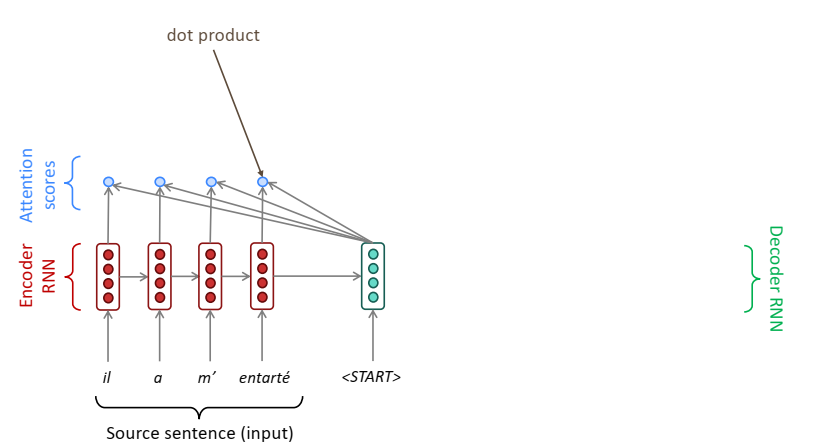 dot product
Attention
scores
Encoder
RNN
Decoder RNN
il
a
m’
entarté
<START>
Source sentence (input)